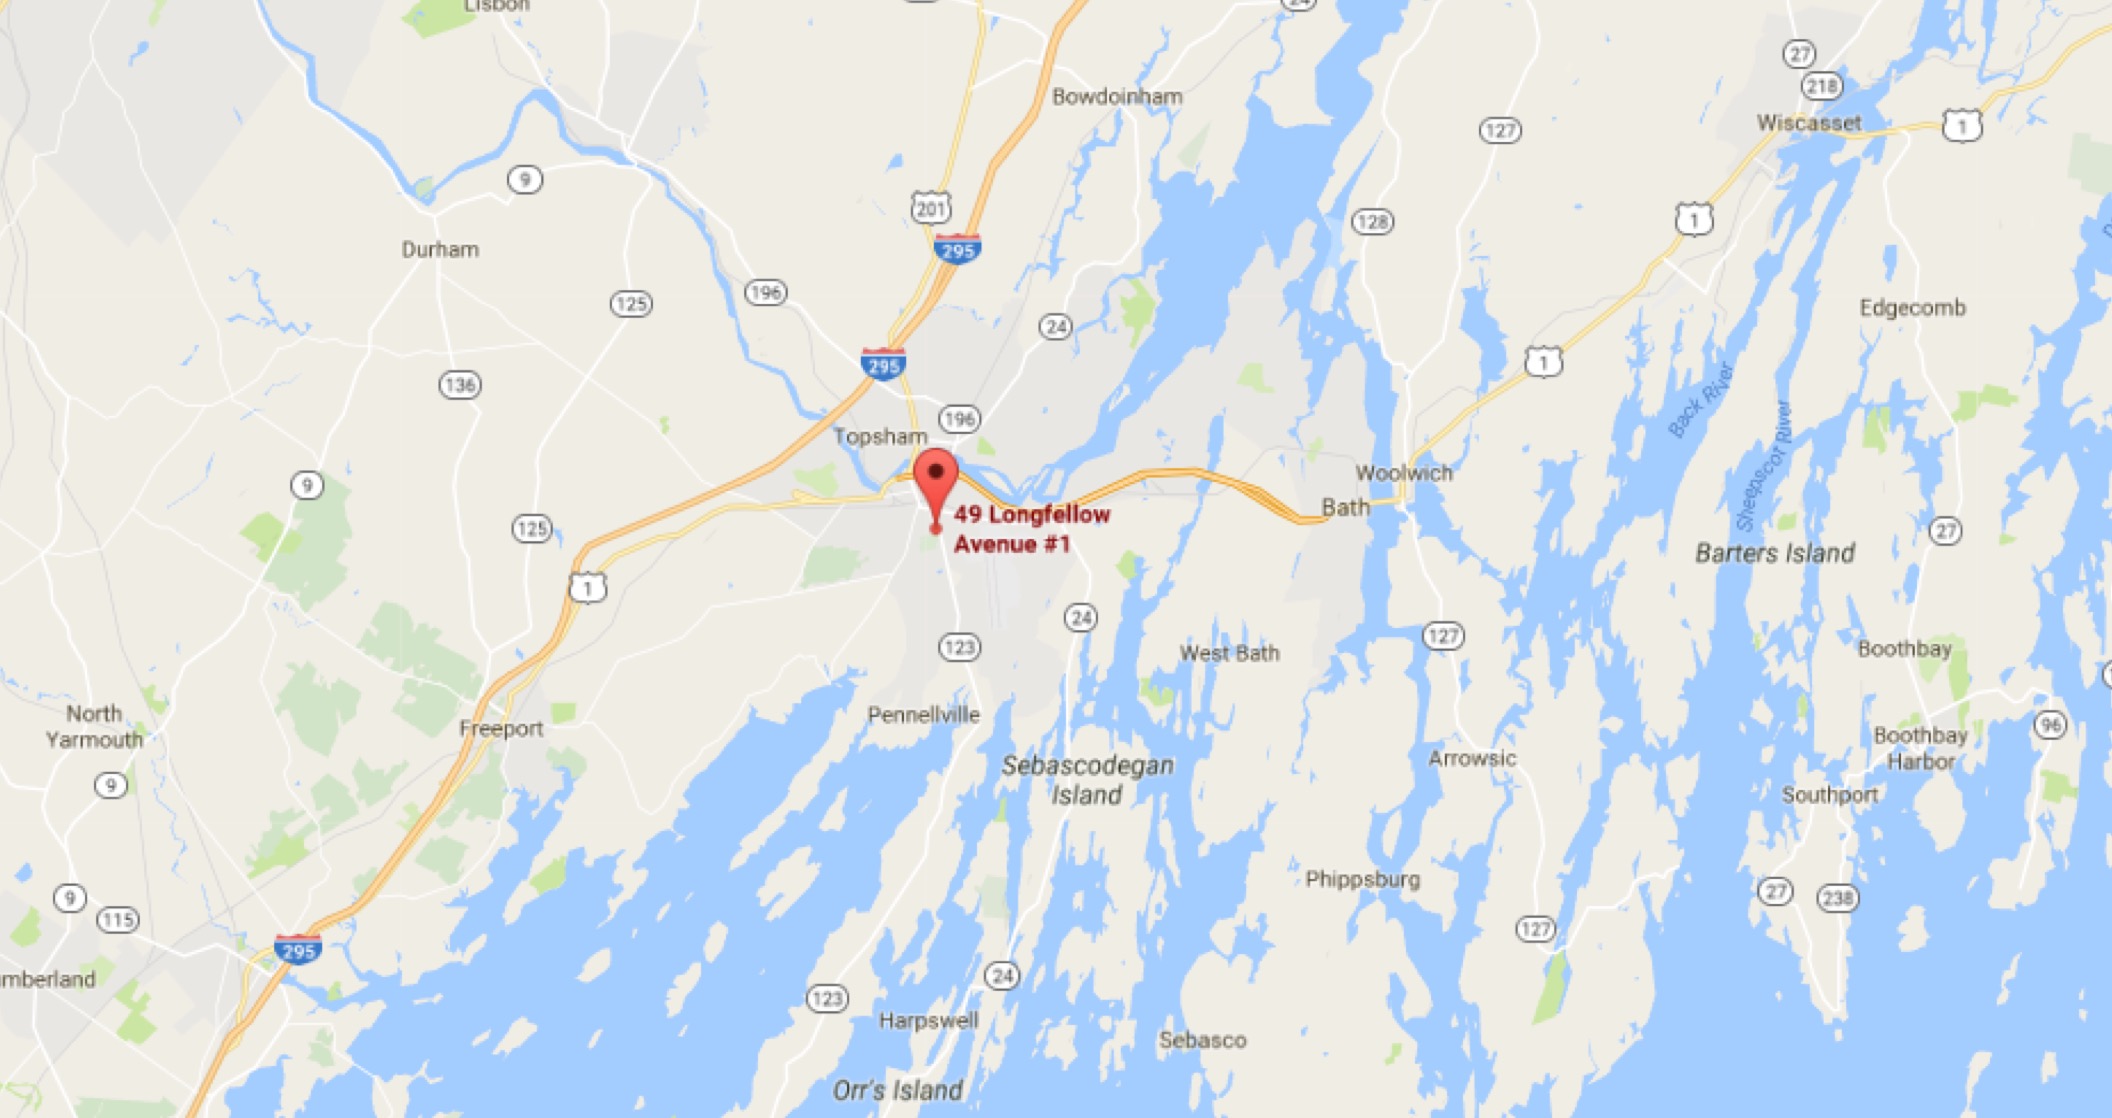 Lisbon
24
27
218
Bowdoinham
Wiscasset
1
127
9
201
128
1
Durham
295
196
125
24
Edgecomb
1
295
136
Back River
196
Topsham
Sheepscot River
Woolwich
9
Bath
49 Longfellow
Avenue #1
125
27
Barters Island
1
24
127
123
West Bath
Boothbay
North
Yarmouth
Pennellville
Freeport
96
Boothbay
Harbor
Arrowsic
Sebascodegan
Island
9
Southport
Phippsburg
27
238
9
115
127
295
24
mberland
123
Harpswell
Sebasco
Orr's Island